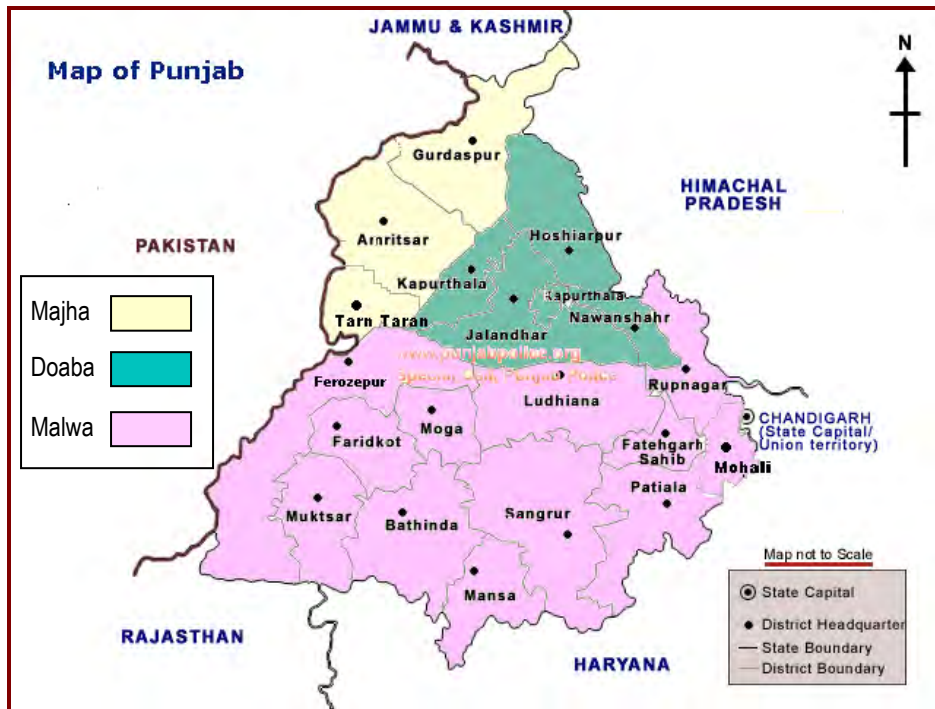 JAMMU & KASHMIR
Map of Punjab
N
Gurdaspur
HIMACHAL
PRADESH
Amritsar
PAKISTAN
Hoshiarpur
Kapurthala
Kapurthala
Majha
Tarn Taran
Nawanshahr
Jalandhar
Doaba
www.punjabpolice.org
Ferozepur
Rupnagar
Ludhiana
Malwa
Moga
Faridkot
CHANDIGARH
(State Capital/
Union territory)
Fatehgarh
Sahib
Mohali
Patiala
Muktsar
Bathinda
Sangrur
Map not to Scale
Mansa
State Capital
District Headquarter
RAJASTHAN
State Boundary
HARYANA
District Boundary